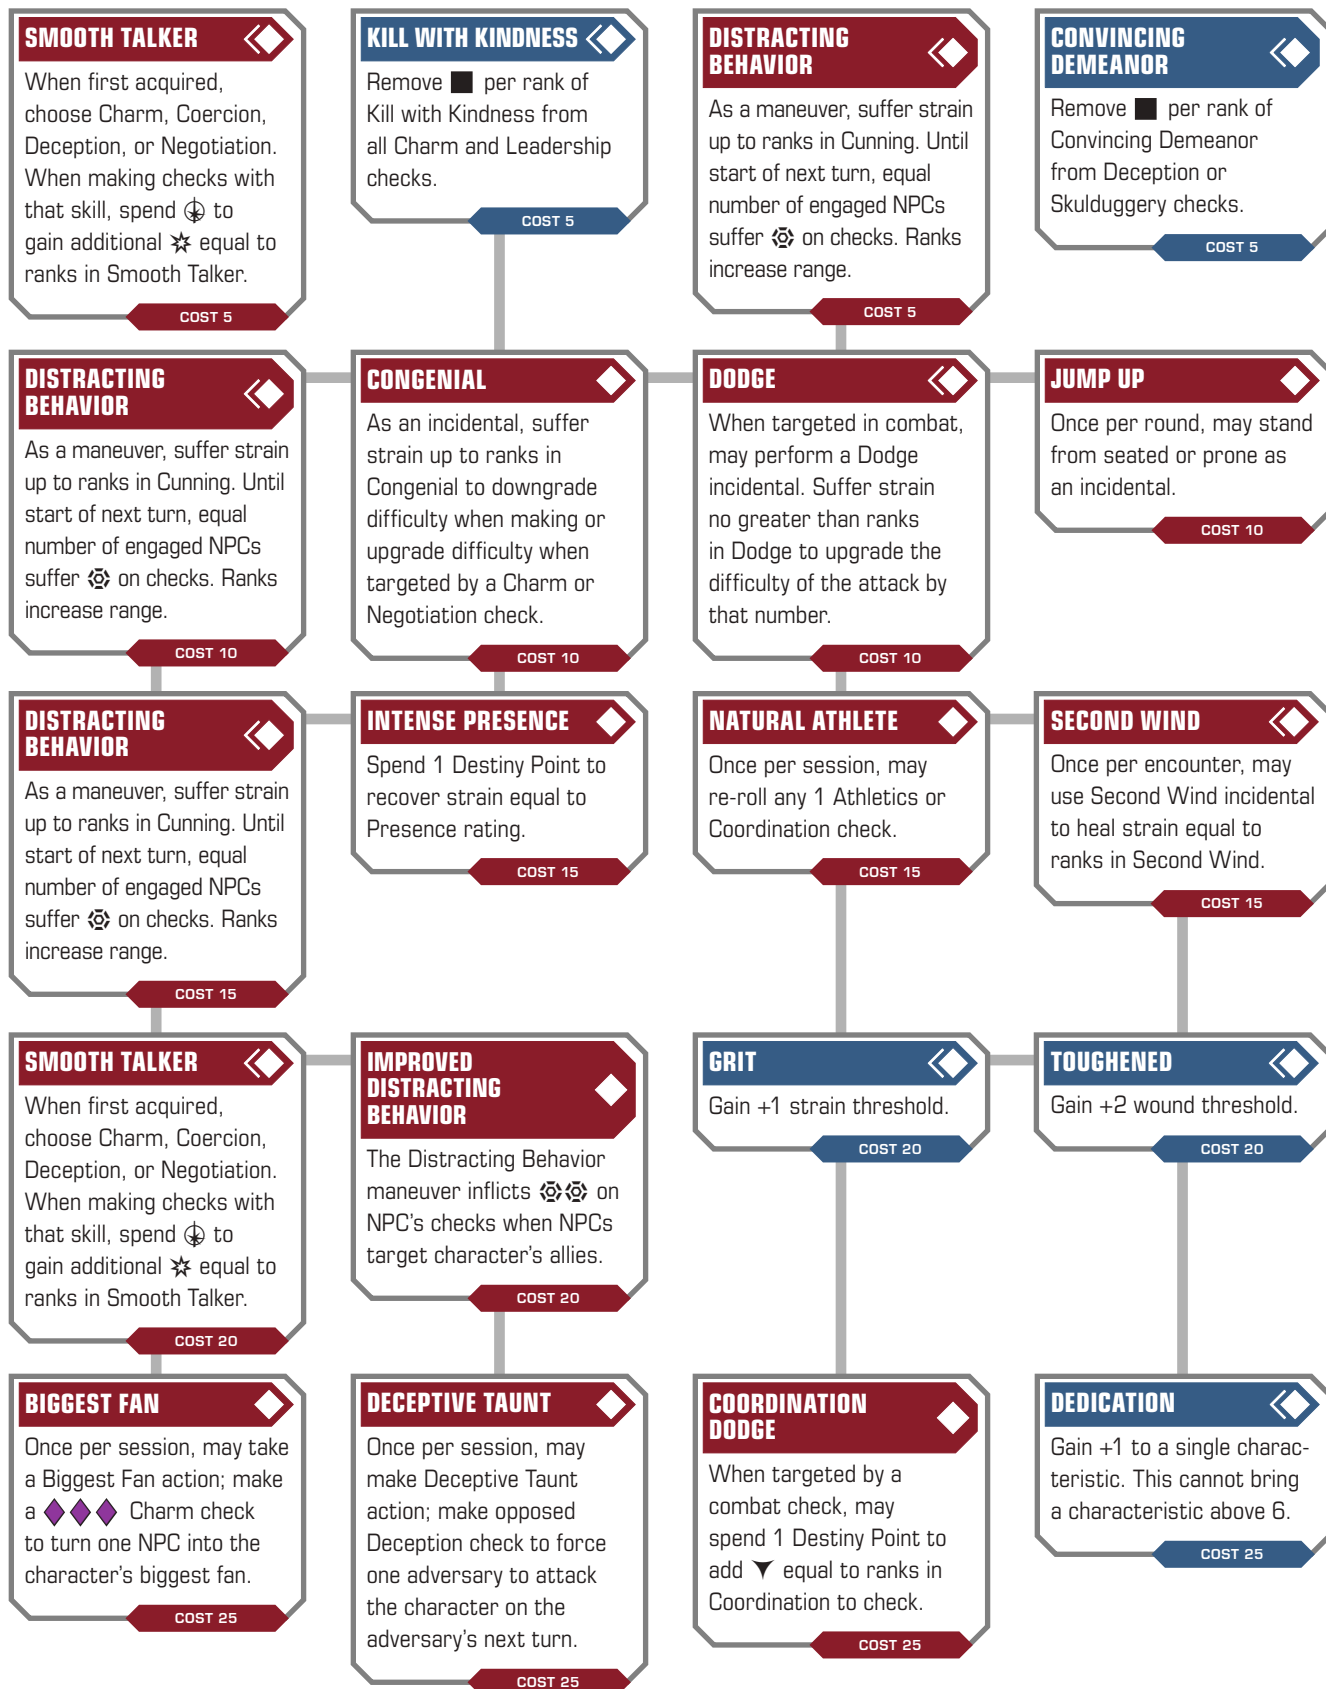 SMOOTH TALKER
When first acquired,
choose Charm, Coercion,
Deception, or Negotiation.
When making checks with
that skill, spend to
gain additional equal to
ranks in Smooth Talker.
COST 5
KILL WITH KINDNESS
Remove per rank of
Kill with Kindness from
all Charm and Leadership
checks.
COST 5
DISTRACTING
BEHAVIOR
As a maneuver, suffer strain
up to ranks in Cunning. Until
start of next turn, equal
number of engaged NPCs
suffer on checks. Ranks
increase range.
COST 5
CONVINCING
DEMEANOR
Remove per rank of
Convincing Demeanor
from Deception or
Skulduggery checks.
COST 5
DISTRACTING
BEHAVIOR
As a maneuver, suffer strain
up to ranks in Cunning. Until
start of next turn, equal
number of engaged NPCs
suffer on checks. Ranks
increase range.
COST 10
CONGENIAL
As an incidental, suffer
strain up to ranks in
Congenial to downgrade
difficulty when making or
upgrade difficulty when
targeted by a Charm or
Negotiation check.
COST 10
DODGE
When targeted in combat,
may perform a Dodge
incidental. Suffer strain
no greater than ranks
in Dodge to upgrade the
difficulty of the attack by
that number.
COST 10
JUMP UP
Once per round, may stand
from seated or prone as
an incidental.
COST 10
DISTRACTING
BEHAVIOR
As a maneuver, suffer strain
up to ranks in Cunning. Until
start of next turn, equal
number of engaged NPCs
suffer on checks. Ranks
increase range.
COST 15
INTENSE PRESENCE
Spend 1 Destiny Point to
recover strain equal to
Presence rating.
COST 15
NATURAL ATHLETE
Once per session, may
re-roll any 1 Athletics or
Coordination check.
COST 15
SECOND WIND
Once per encounter, may
use Second Wind incidental
to heal strain equal to
ranks in Second Wind.
COST 15
SMOOTH TALKER
When first acquired,
choose Charm, Coercion,
Deception, or Negotiation.
When making checks with
that skill, spend to
gain additional equal to
ranks in Smooth Talker.
COST 20
IMPROVED
DISTRACTING
BEHAVIOR
The Distracting Behavior
maneuver inflicts on
NPC's checks when NPCs
target character's allies.
COST 20
GRIT
Gain +1 strain threshold.
COST 20
TOUGHENED
Gain +2 wound threshold.
COST 20
BIGGEST FAN
Once per session, may take
a Biggest Fan action; make
a Charm check
to turn one NPC into the
character's biggest fan.
COST 25
DECEPTIVE TAUNT
Once per session, may
make Deceptive Taunt
action; make opposed
Deception check to force
one adversary to attack
the character on the
adversary's next turn.
COST 25
COORDINATION
DODGE
When targeted by a
combat check, may
spend 1 Destiny Point to
add equal to ranks in
Coordination to check.
COST 25
DEDICATION
Gain +1 to a single charac-
teristic. This cannot bring
a characteristic above 6.
COST 25